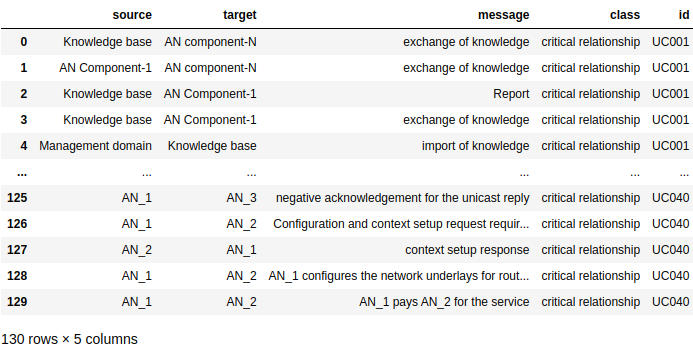 source target message class id
0 Knowledge base AN component-N exchange of knowledge critical relationship UC001
1 AN Component-1 AN component-N exchange of knowledge critical relationship UC001
2 Knowledge base AN Component-1 Report critical relationship UC001
3 Knowledge base AN Component-1 exchange of knowledge critical relationship UC001
4 Management domain Knowledge base import of knowledge critical relationship UC001
... ... ... ... ... ...
125 AN_1 AN_3 negative acknowledgement for the unicast reply critical relationship UC040
126 AN_1 AN_2 Configuration and context setup request requir... critical relationship UC040
127 AN_2 AN_1 context setup response critical relationship UC040
128 AN_1 AN_2 AN_1 configures the network underlays for rout... critical relationship UC040
129 AN_1 AN_2 AN_1 pays AN_2 for the service critical relationship UC040
130 rows × 5 columns